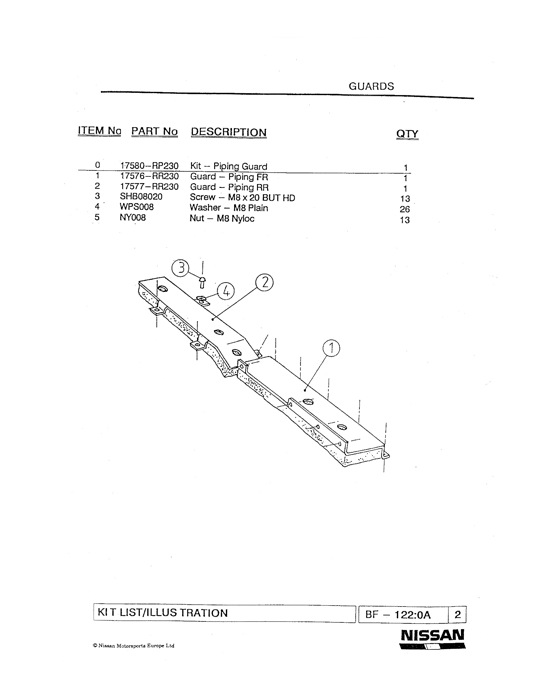 GUARDS
ITEM No PART No DESCRIPTION QTY
0 17580-RP230 Kit - Piping Guard 1
1 17576-RR230 Guard - Piping FR 1
2 17577-RR230 Guard - Piping RR 1
3 SHB08020 Screw - M8 x 20 BUT HD 13
4 WPS008 Washer - M8 Plain 26
5 NY008 Nut - M8 Nyloc 13
3
4
2
1
KIT LIST/ILLUS TRATION BF - 122:0A 2
NISSAN
© Nissan Motorsports Europe Ltd